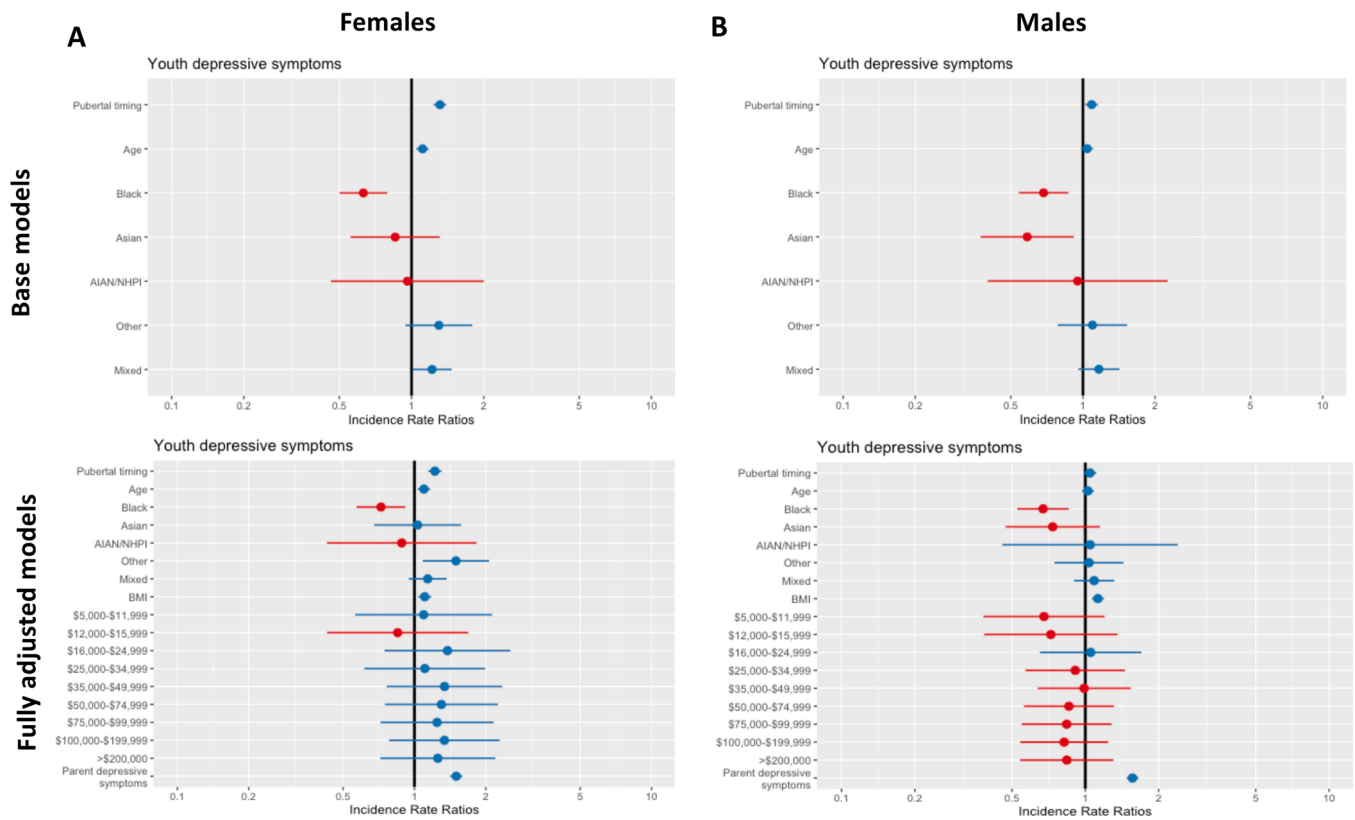 Females
Males
A
B
Base models
Youth depressive symptoms
Pubertal timing
Age
Black
Asian
AIAN/NHPI
Other
Mixed
0.1 0.2 0.5 1 2 5 10
Incidence Rate Ratios
Youth depressive symptoms
Pubertal timing
Age
Black
Asian
AIAN/NHPI
Other
Mixed
0.1 0.2 0.5 1 2 5 10
Incidence Rate Ratios
Fully adjusted models
Youth depressive symptoms
Pubertal timing
Age
Black
Asian
AIAN/NHPI
Other
Mixed
BMI
$5,000-$11,999
$12,000-$15,999
$16,000-$24,999
$25,000-$34,999
$35,000-$49,999
$50,000-$74,999
$75,000-$99,999
$100,000-$199,999
>$200,000
Parent depressive
symptoms
0.1 0.2 0.5 1 2 5 10
Incidence Rate Ratios
Youth depressive symptoms
Pubertal timing
Age
Black
Asian
AIAN/NHPI
Other
Mixed
BMI
$5,000-$11,999
$12,000-$15,999
$16,000-$24,999
$25,000-$34,999
$35,000-$49,999
$50,000-$74,999
$75,000-$99,999
$100,000-$199,999
>$200,000
Parent depressive
symptoms
0.1 0.2 0.5 1 2 5 10
Incidence Rate Ratios